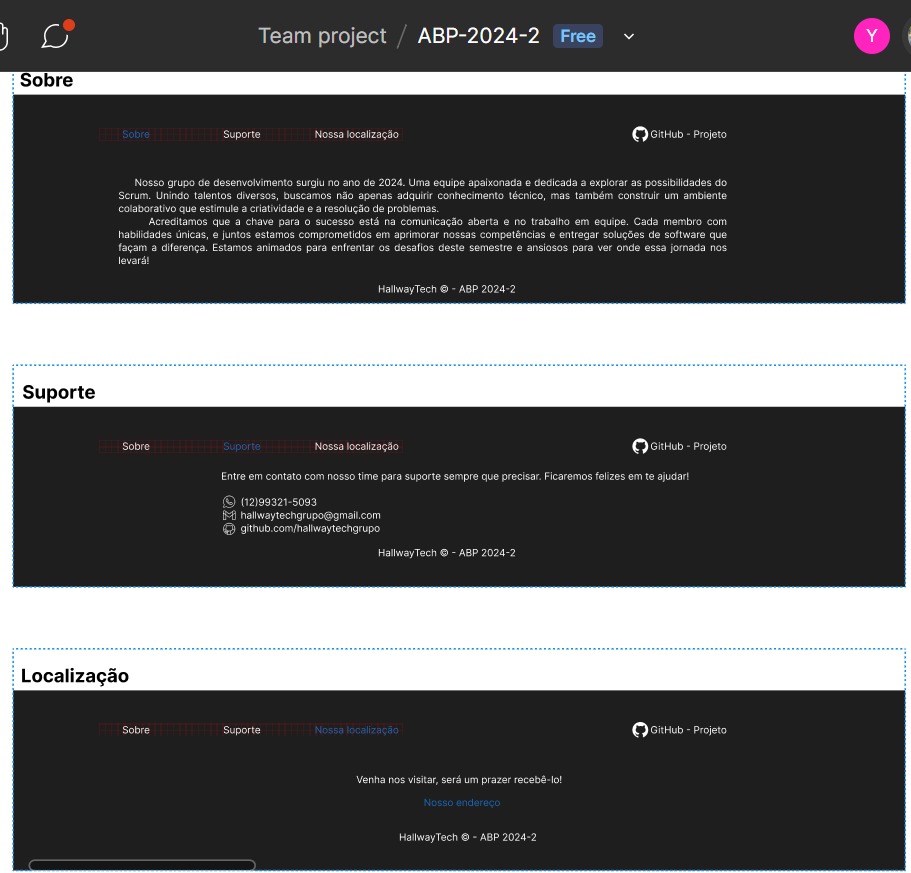 Team project / ABP-2024-2 Free
Y
Sobre
Sobre Suporte Nossa localização GitHub - Projeto
Nosso grupo de desenvolvimento surgiu no ano de 2024. Uma equipe apaixonada e dedicada a explorar as possibilidades do
Scrum. Unindo talentos diversos, buscamos não apenas adquirir conhecimento técnico, mas também construir um ambiente
colaborativo que estimule a criatividade e a resolução de problemas.
Acreditamos que a chave para o sucesso está na comunicação aberta e no trabalho em equipe. Cada membro com
habilidades únicas, e juntos estamos comprometidos em aprimorar nossas competências e entregar soluções de software que
façam a diferença. Estamos animados para enfrentar os desafios deste semestre e ansiosos para ver onde essa jornada nos
levará!
HallwayTech © - ABP 2024-2
Suporte
Sobre Suporte Nossa localização GitHub - Projeto
Entre em contato com nosso time para suporte sempre que precisar. Ficaremos felizes em te ajudar!
(12)99321-5093
hallwaytechgrupo@gmail.com
github.com/hallwaytechgrupo
HallwayTech © - ABP 2024-2
Localização
Sobre Suporte Nossa localização GitHub - Projeto
Venha nos visitar, será um prazer recebê-lo!
Nosso endereço
HallwayTech © - ABP 2024-2